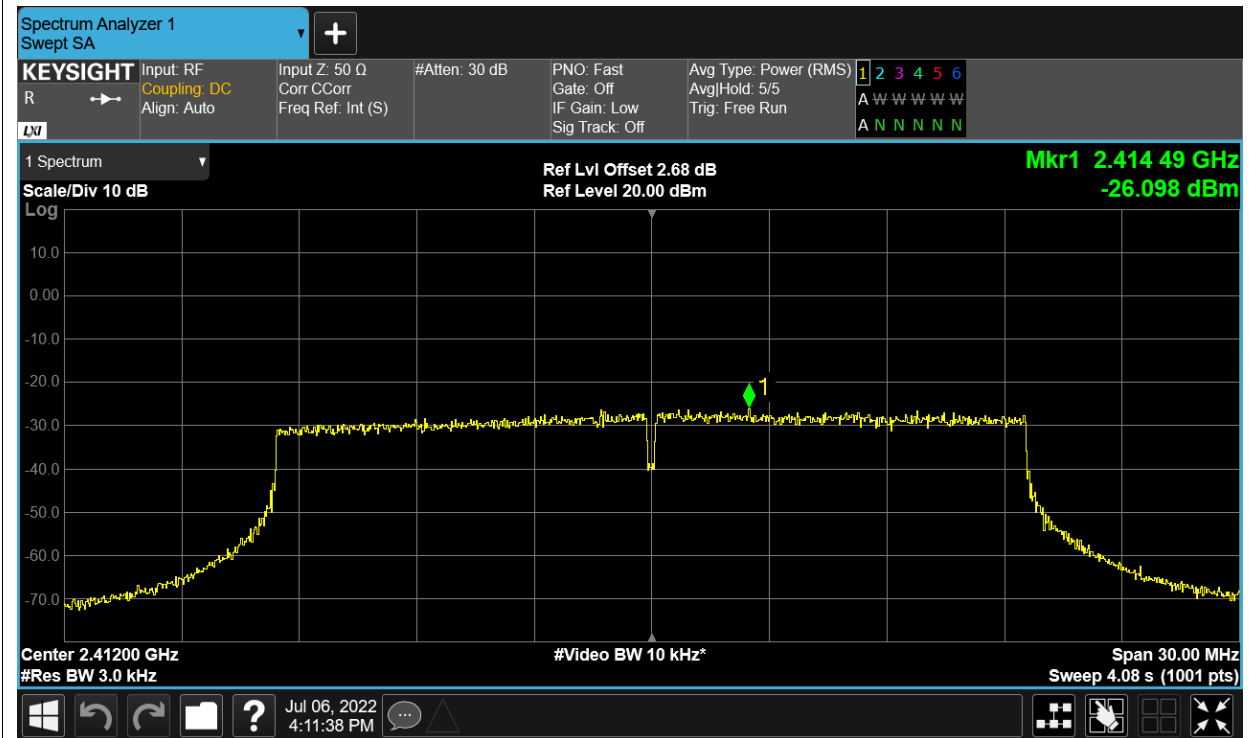 Spectrum Analyzer 1
Swept SA
KEYSIGHT
R
LXI
Input: RF
Coupling: DC
Align: Auto
Input Z: 50 Ω
Corr CCorr
Freq Ref: Int (S)
#Atten: 30 dB
PNO: Fast
Gate: Off
IF Gain: Low
Sig Track: Off
Avg Type: Power (RMS)
Avg|Hold: 5/5
Trig: Free Run
1 2 3 4 5 6
A W W W W W
A N N N N N
1 Spectrum
Scale/Div 10 dB
Log
Ref Lvl Offset 2.68 dB
Ref Level 20.00 dBm
Mkr1 2.414 49 GHz
-26.098 dBm
10.0
0.00
-10.0
-20.0
1
-30.0
-40.0
-50.0
-60.0
-70.0
Center 2.41200 GHz
#Res BW 3.0 kHz
#Video BW 10 kHz*
Span 30.00 MHz
Sweep 4.08 s (1001 pts)
?
Jul 06, 2022
4:11:38 PM